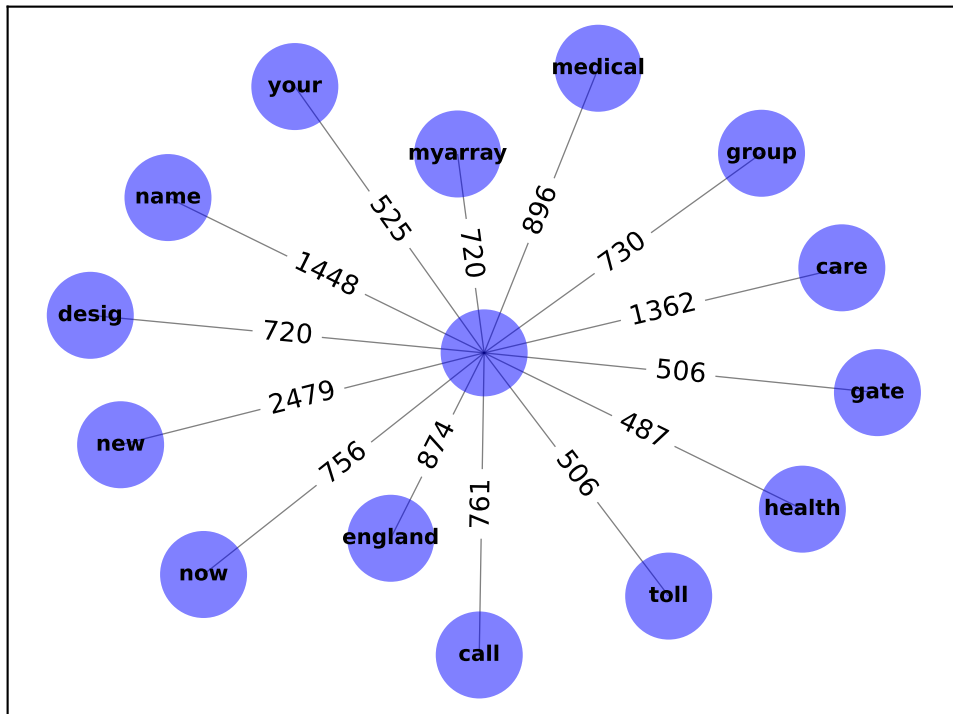 medical
your
myarray
group
name
896
525
720
730
care
1448
1362
desig
720
506
gate
new
2479
487
874
756
506
health
761
england
now
toll
call